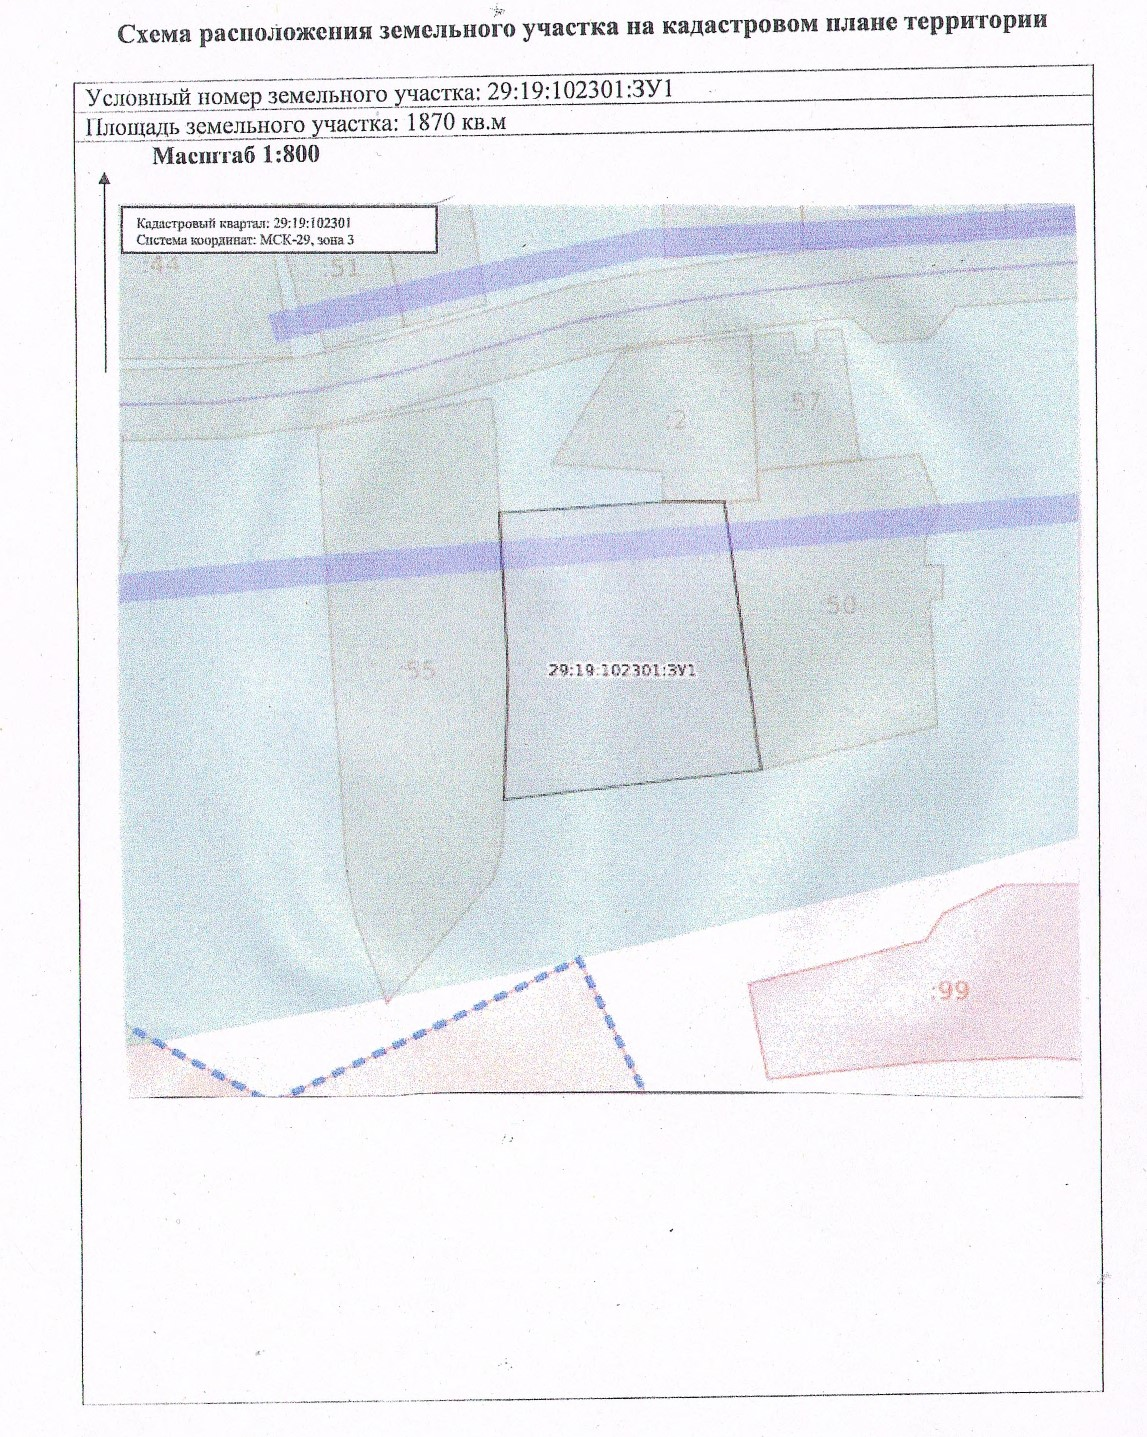 Схема расположения земельного участка на кадастровом плане территории
Условный номер земельного участка: 29:19:102301:ЗУ1
Площадь земельного участка: 1870 кв.м
Масштаб 1:800
Кадастровый квартал: 29:19:102301
Система координат: МСК-29, зона 3
:44
:51
:57
:2
:50
:55
29:19:102301:ЗУ1
:99